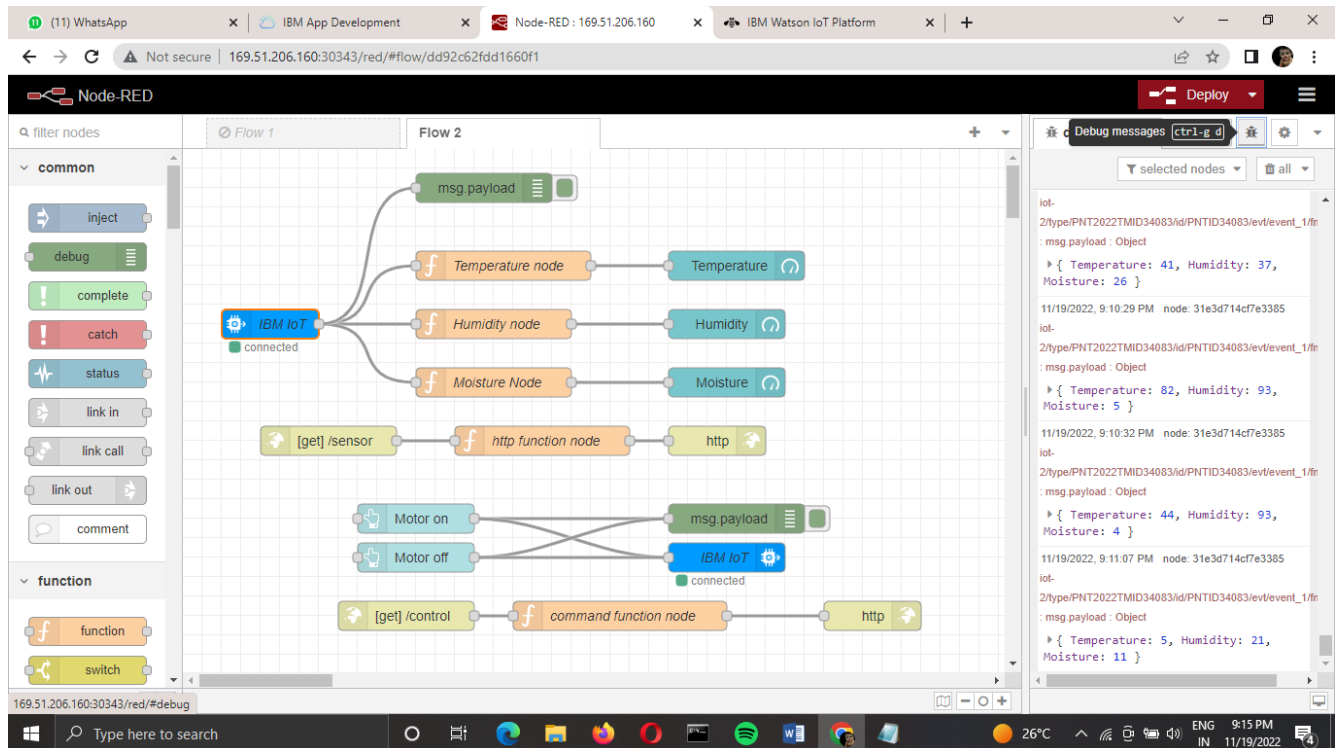 (11) WhatsApp
IBM App Development
Node-RED : 169.51.206.160
IBM Watson IoT Platform
Not secure | 169.51.206.160:30343/red/#flow/dd92c62fdd1660f1
Node-RED
Deploy
filter nodes
Flow 1
Flow 2
Debug messages ctrl-g d
common
inject
debug
complete
catch
status
link in
link call
link out
comment
function
function
switch
msg.payload
Temperature node
Temperature
IBM IoT
connected
Humidity node
Humidity
Moisture Node
Moisture
[get] /sensor
http function node
http
Motor on
Motor off
msg.payload
IBM IoT
connected
[get] /control
command function node
http
selected nodes
all
iot-
2/type/PNT2022TMID34083/id/PNTID34083/evt/event_1/fm
: msg.payload : Object
{ Temperature: 41, Humidity: 37,
Moisture: 26 }
11/19/2022, 9:10:29 PM node: 31e3d714cf7e3385
iot-
2/type/PNT2022TMID34083/id/PNTID34083/evt/event_1/fm
: msg.payload : Object
{ Temperature: 82, Humidity: 93,
Moisture: 5 }
11/19/2022, 9:10:32 PM node: 31e3d714cf7e3385
iot-
2/type/PNT2022TMID34083/id/PNTID34083/evt/event_1/fm
: msg.payload : Object
{ Temperature: 44, Humidity: 93,
Moisture: 4 }
11/19/2022, 9:11:07 PM node: 31e3d714cf7e3385
iot-
2/type/PNT2022TMID34083/id/PNTID34083/evt/event_1/fm
: msg.payload : Object
{ Temperature: 5, Humidity: 21,
Moisture: 11 }
169.51.206.160:30343/red/#debug
Type here to search
26°C
ENG
IN
9:15 PM
11/19/2022
4